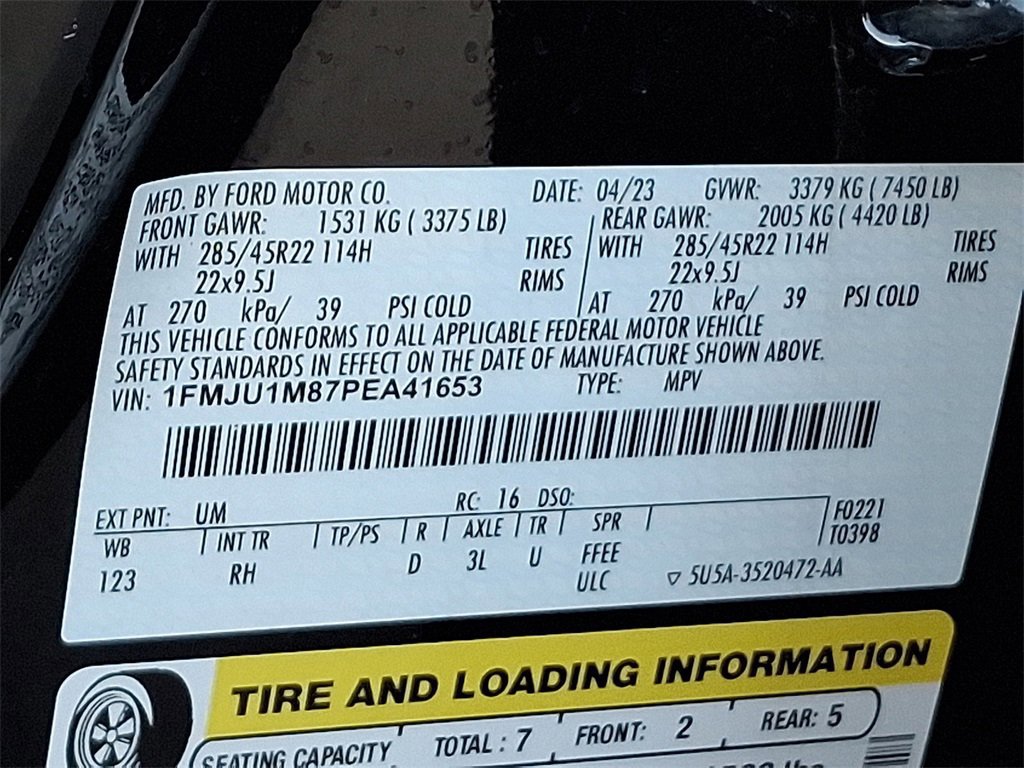 MFD. BY FORD MOTOR CO. DATE: 04/23 GVWR: 3379 KG ( 7450 LB)
FRONT GAWR: 1531 KG ( 3375 LB) REAR GAWR: 2005 KG ( 4420 LB)
WITH 285/45R22 114H TIRES WITH 285/45R22 114H TIRES
22x9.5J RIMS 22x9.5J RIMS
AT 270 kPa/ 39 PSI COLD AT 270 kPa/ 39 PSI COLD
THIS VEHICLE CONFORMS TO ALL APPLICABLE FEDERAL MOTOR VEHICLE
SAFETY STANDARDS IN EFFECT ON THE DATE OF MANUFACTURE SHOWN ABOVE.
VIN: 1FMJU1M87PEA41653 TYPE: MPV
EXT PNT: UM RC: 16 DSO:
WB INT TR TP/PS R AXLE TR SPR F0221
T0398
123 RH D 3L U FFEE
ULC ▽ 5U5A-3520472-AA
TIRE AND LOADING INFORMATION
SEATING CAPACITY TOTAL : 7 FRONT: 2 REAR: 5